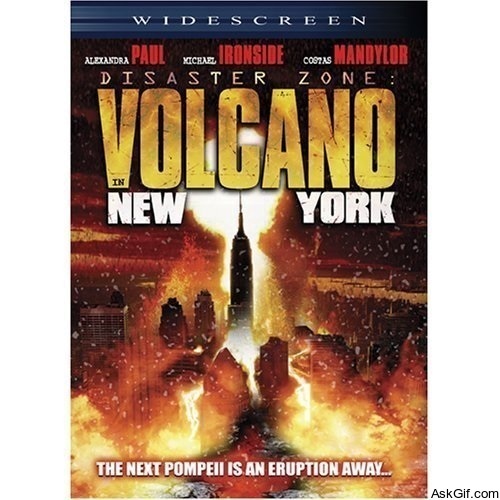 WIDESCREEN
ALEXANDRA PAUL MICHAEL IRONSIDE COSTAS MANDYLOR
DISASTER ZONE:
VOLCANO
IN
NEW YORK
THE NEXT POMPEII IS AN ERUPTION AWAY...
AskGif.com